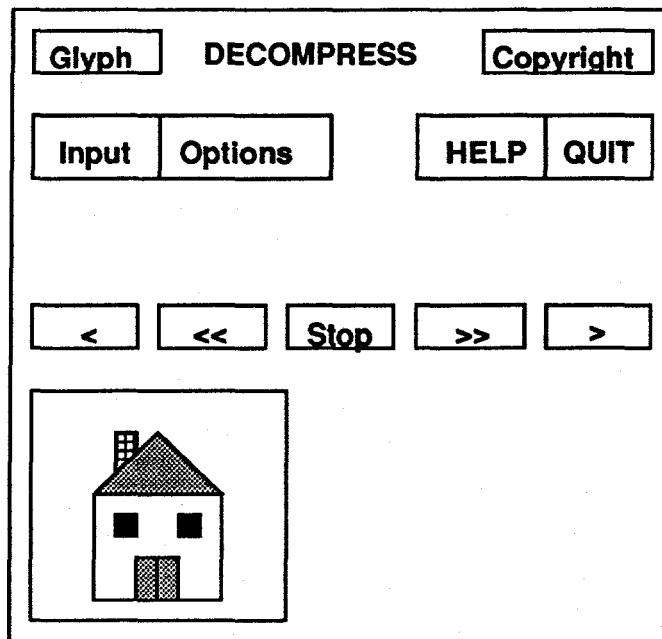 Glyph DECOMPRESS Copyright
Input Options HELP QUIT
< << Stop >> >